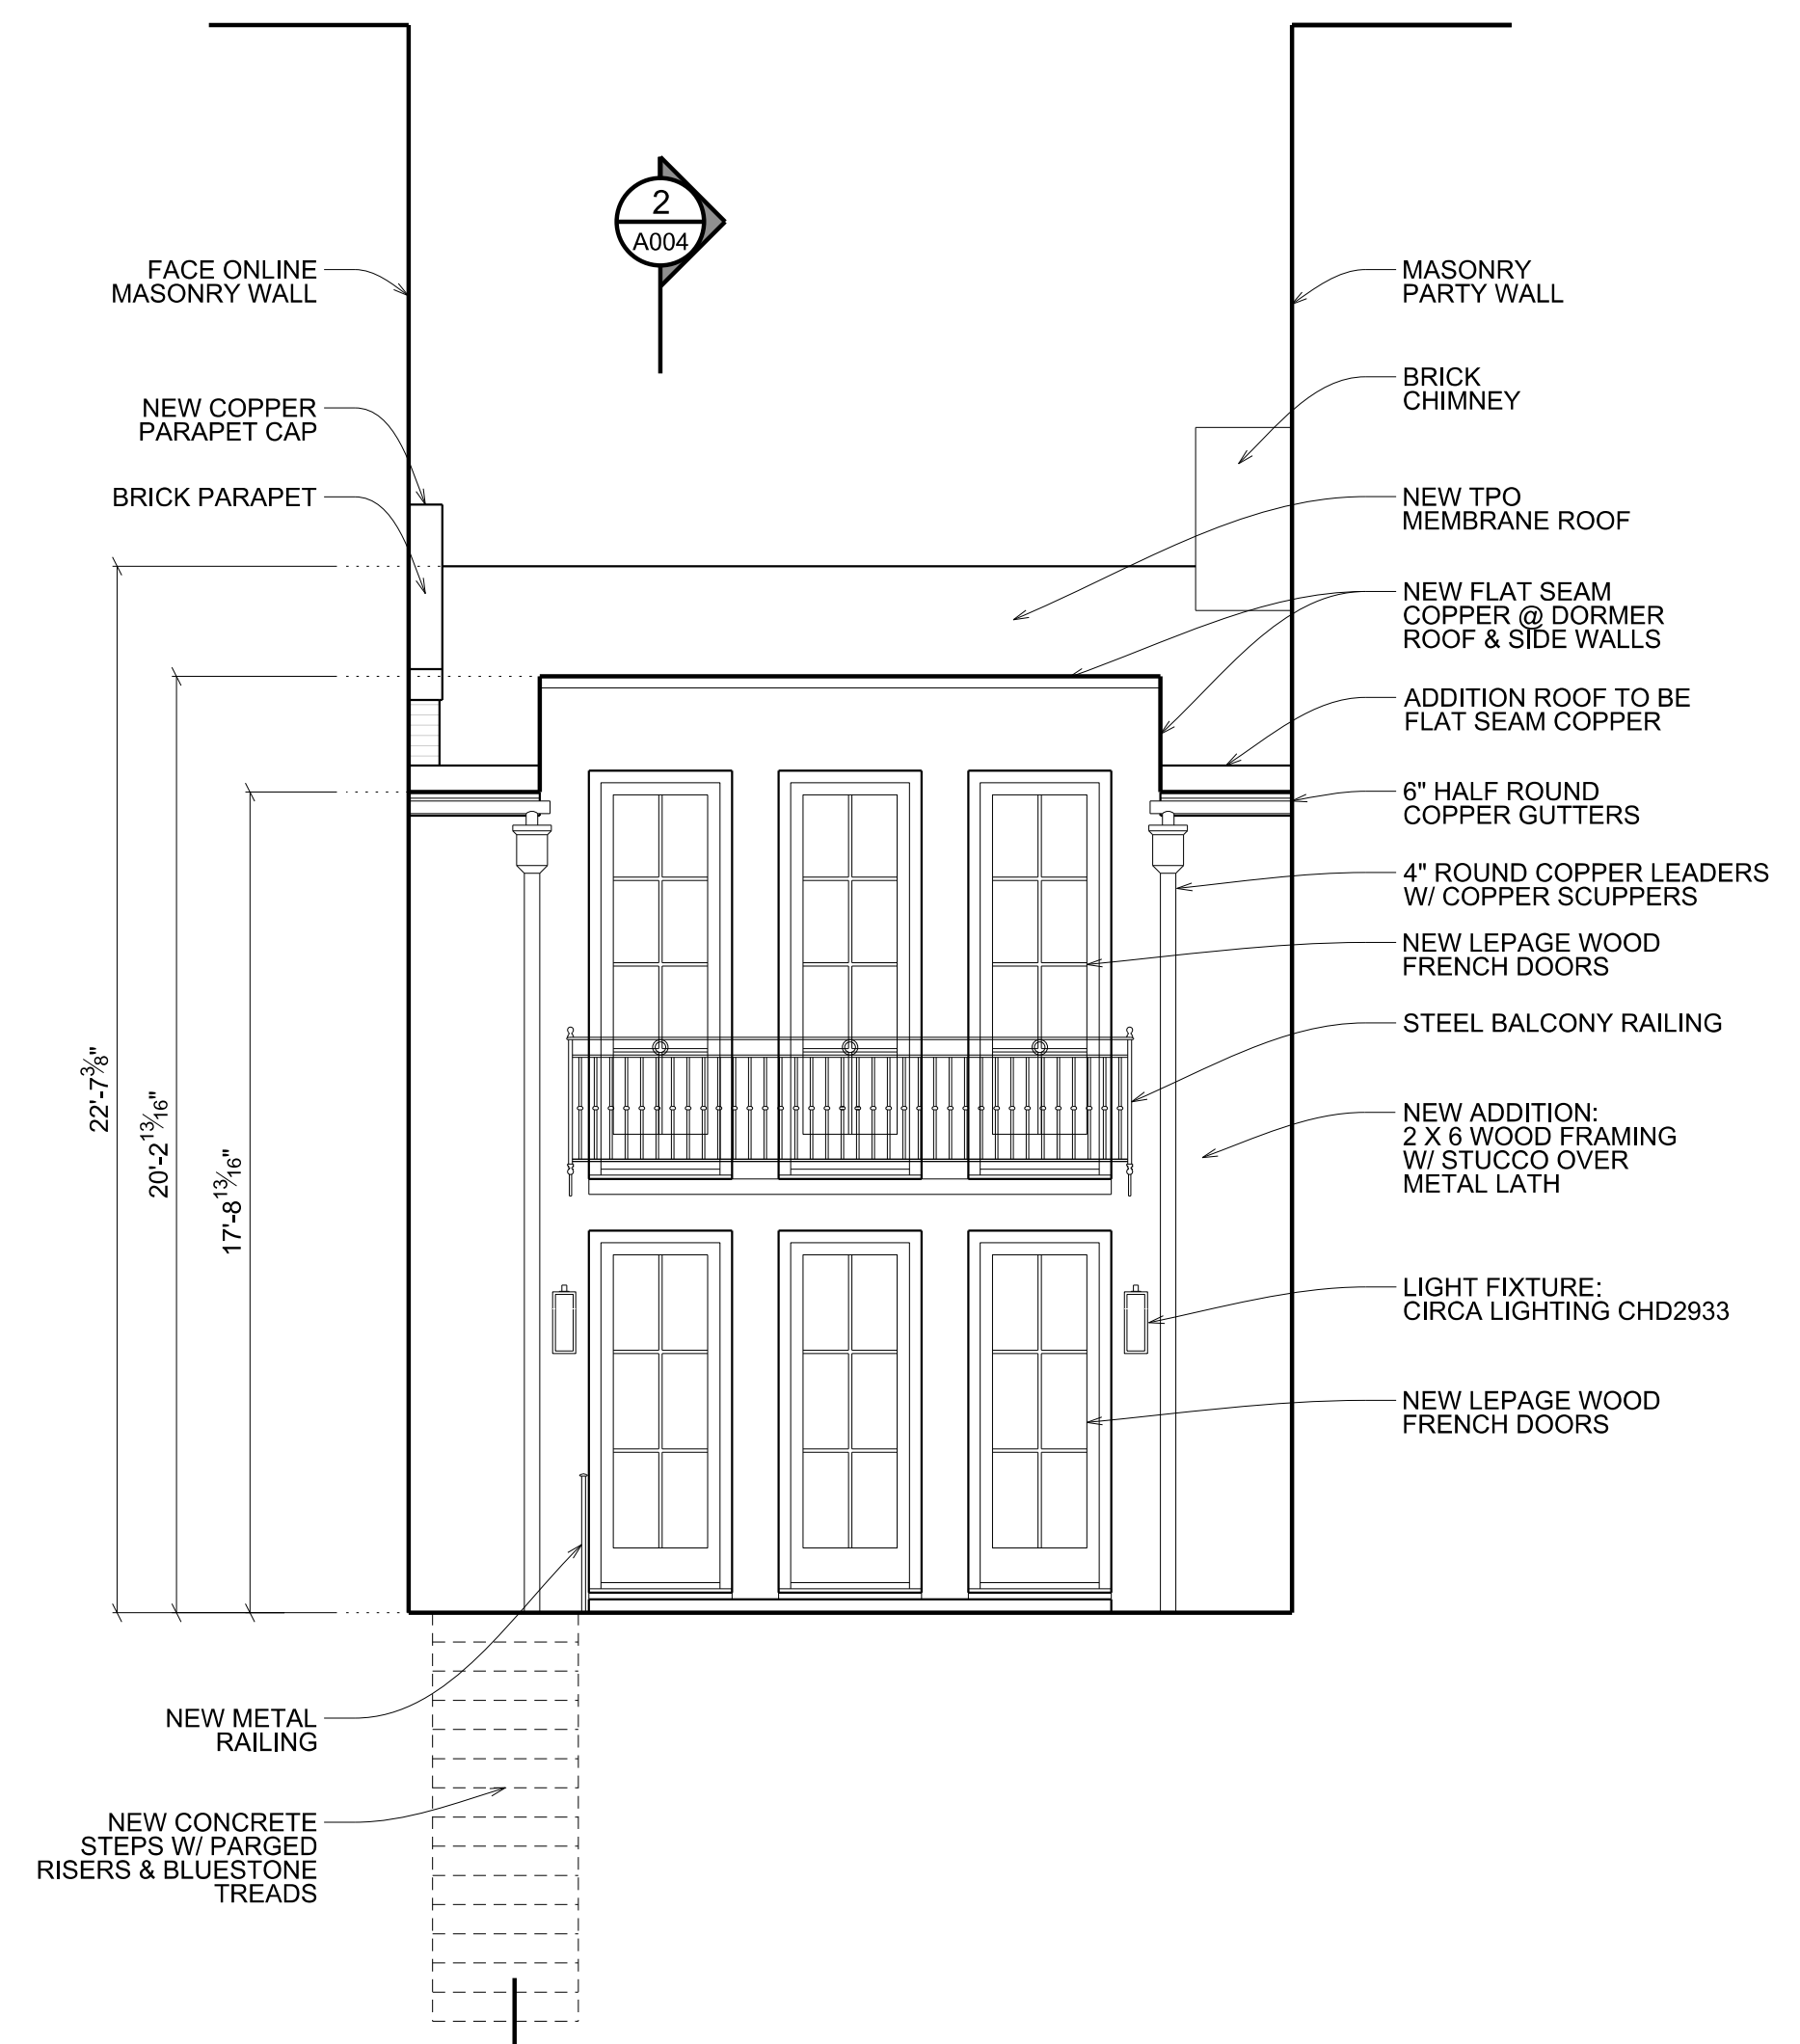 2
A004
FACE ONLINE
MASONRY WALL
NEW COPPER
PARAPET CAP
BRICK PARAPET
22'-7 3/8"
20'-2 13/16"
17'-8 13/16"
NEW METAL
RAILING
NEW CONCRETE
STEPS W/ PARGED
RISERS & BLUESTONE
TREADS
MASONRY
PARTY WALL
BRICK
CHIMNEY
NEW TPO
MEMBRANE ROOF
NEW FLAT SEAM
COPPER @ DORMER
ROOF & SIDE WALLS
ADDITION ROOF TO BE
FLAT SEAM COPPER
6" HALF ROUND
COPPER GUTTERS
4" ROUND COPPER LEADERS
W/ COPPER SCUPPERS
NEW LEPAGE WOOD
FRENCH DOORS
STEEL BALCONY RAILING
NEW ADDITION:
2 X 6 WOOD FRAMING
W/ STUCCO OVER
METAL LATH
LIGHT FIXTURE:
CIRCA LIGHTING CHD2933
NEW LEPAGE WOOD
FRENCH DOORS